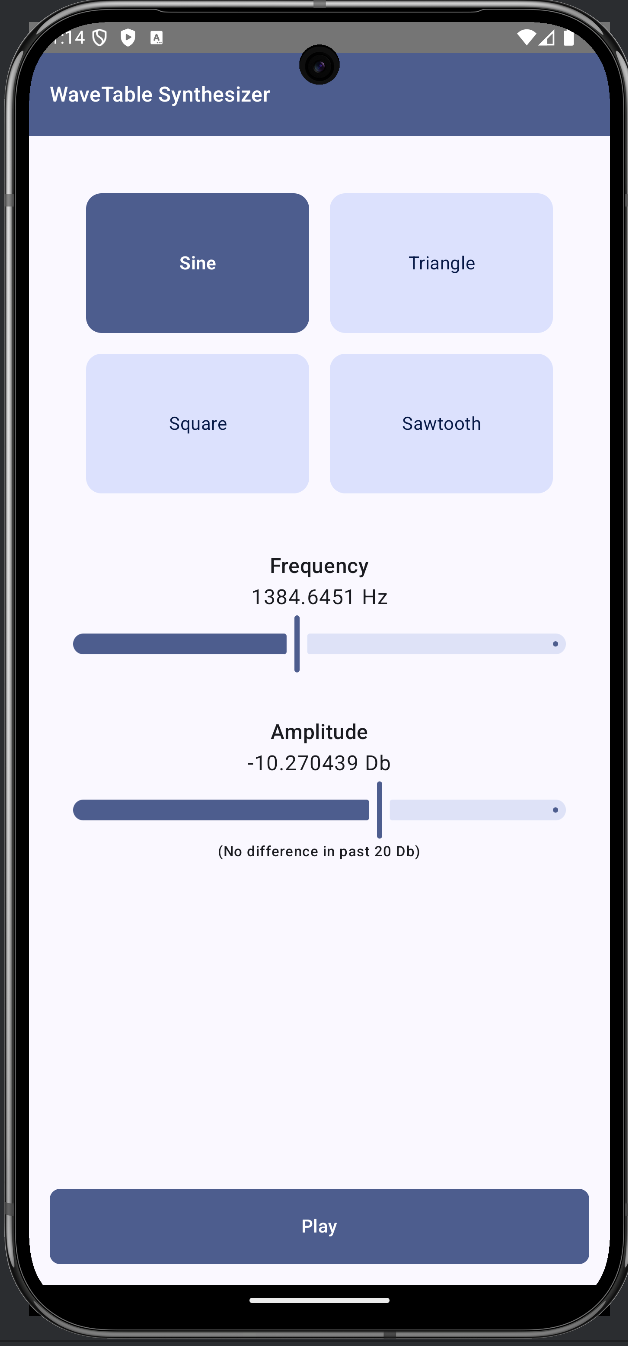 :14
WaveTable Synthesizer
Sine
Triangle
Square
Sawtooth
Frequency
1384.6451 Hz
Amplitude
-10.270439 Db
(No difference in past 20 Db)
Play